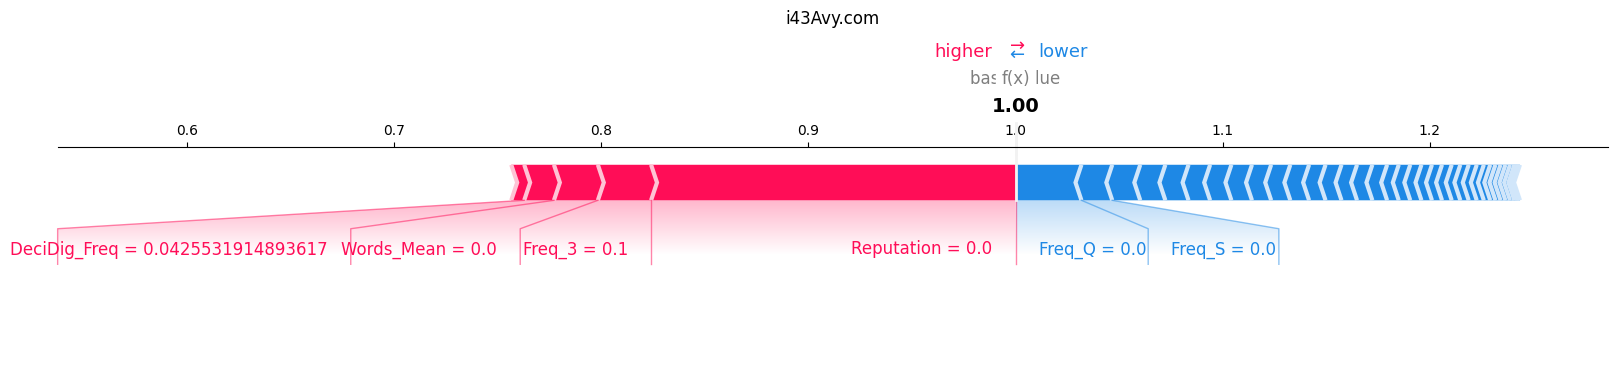 i43Avy.com
higher ⇄ lower
bas f(x) lue
1.00
0.6 0.7 0.8 0.9 1.0 1.1 1.2
DeciDig_Freq = 0.0425531914893617 Words_Mean = 0.0 Freq_3 = 0.1 Reputation = 0.0 Freq_Q = 0.0 Freq_S = 0.0